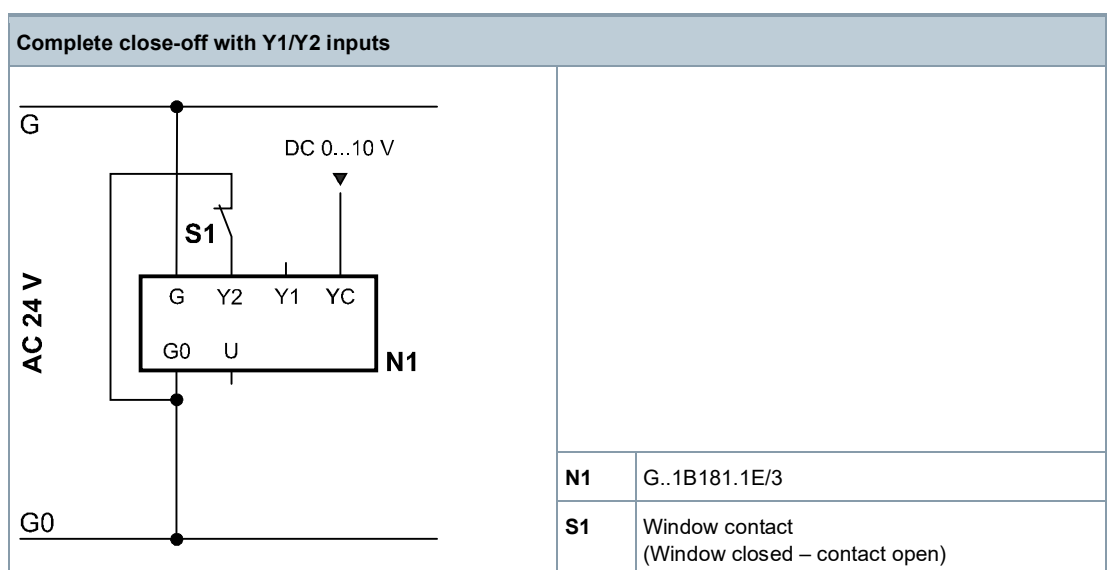 Complete close-off with Y1/Y2 inputs
G
DC 0...10 V
S1
AC 24 V
G Y2 Y1 YC
G0 U
N1
G0
N1 G..1B181.1E/3
S1 Window contact
(Window closed – contact open)